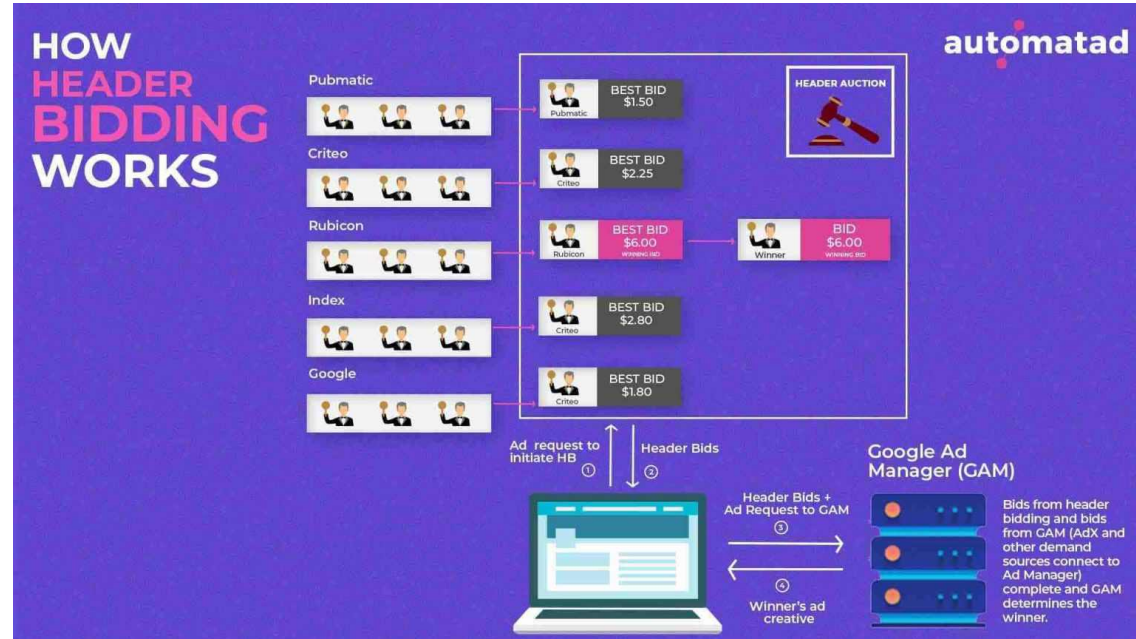 HOW
HEADER
BIDDING
WORKS
automatad
Pubmatic
Pubmatic
BEST BID
$1.50
HEADER AUCTION
Criteo
Criteo
BEST BID
$2.25
Rubicon
Rubicon
BEST BID
$6.00
WINNING BID
Winner
BID
$6.00
WINNING BID
Index
Criteo
BEST BID
$2.80
Google
Criteo
BEST BID
$1.80
Ad request to
initiate HB
1
Header Bids
2
Header Bids +
Ad Request to GAM
3
4
Winner's ad
creative
Google Ad
Manager (GAM)
Bids from header
bidding and bids
from GAM (AdX and
other demand
sources connect to
Ad Manager)
complete and GAM
determines the
winner.